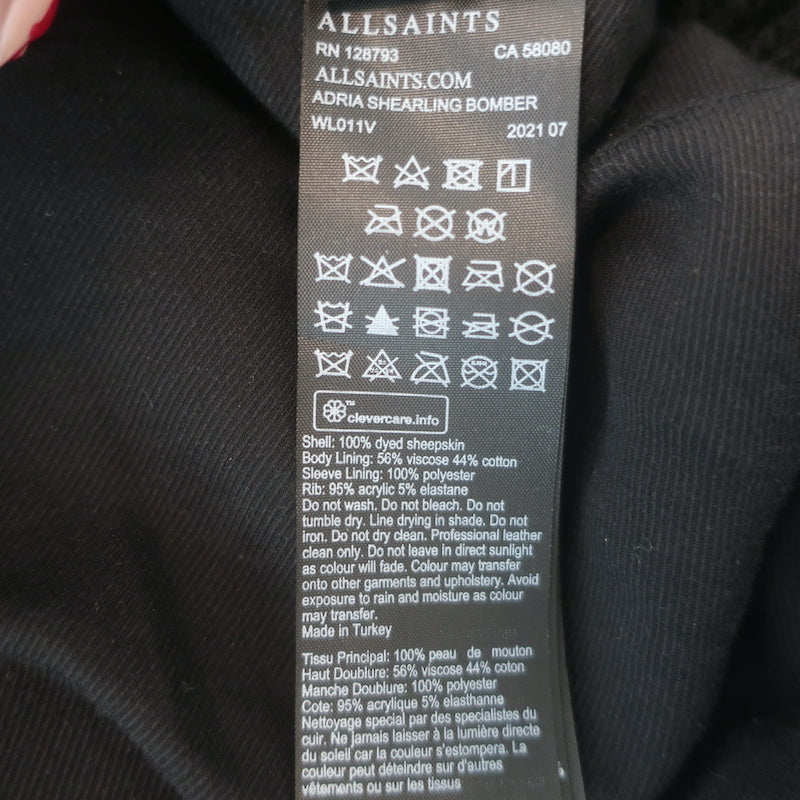 ALLSAINTS
RN 128793 CA 58080
ALLSAINTS.COM
ADRIA SHEARLING BOMBER
WL011V 2021 07
W
™
clevercare.info
Shell: 100% dyed sheepskin
Body Lining: 56% viscose 44% cotton
Sleeve Lining: 100% polyester
Rib: 95% acrylic 5% elastane
Do not wash. Do not bleach. Do not
tumble dry. Line drying in shade. Do not
iron. Do not dry clean. Professional leather
clean only. Do not leave in direct sunlight
as colour will fade. Colour may transfer
onto other garments and upholstery. Avoid
exposure to rain and moisture as colour
may transfer.
Made in Turkey
Tissu Principal: 100% peau de mouton
Haut Doublure: 56% viscose 44% coton
Manche Doublure: 100% polyester
Cote: 95% acrylique 5% elasthanne
Nettoyage special par des specialistes du
cuir. Ne jamais laisser à la lumière directe
du soleil car la couleur s'estompera. La
couleur peut déteindre sur d'autres
vêtements ou sur les tissus